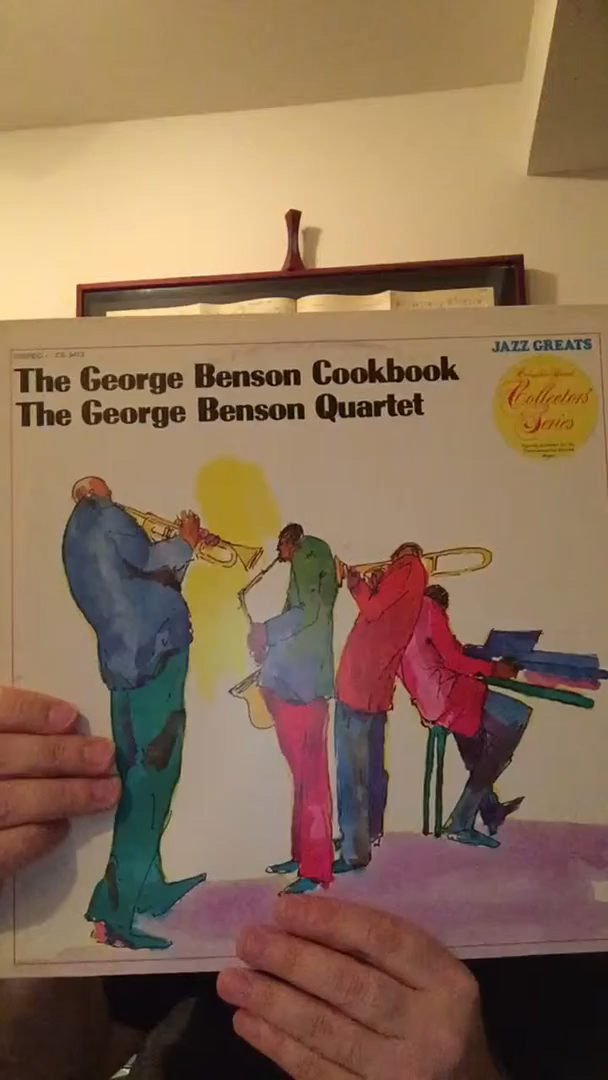 JAZZ GREATS
The George Benson Cookbook
The George Benson Quartet
Collectors'
Series